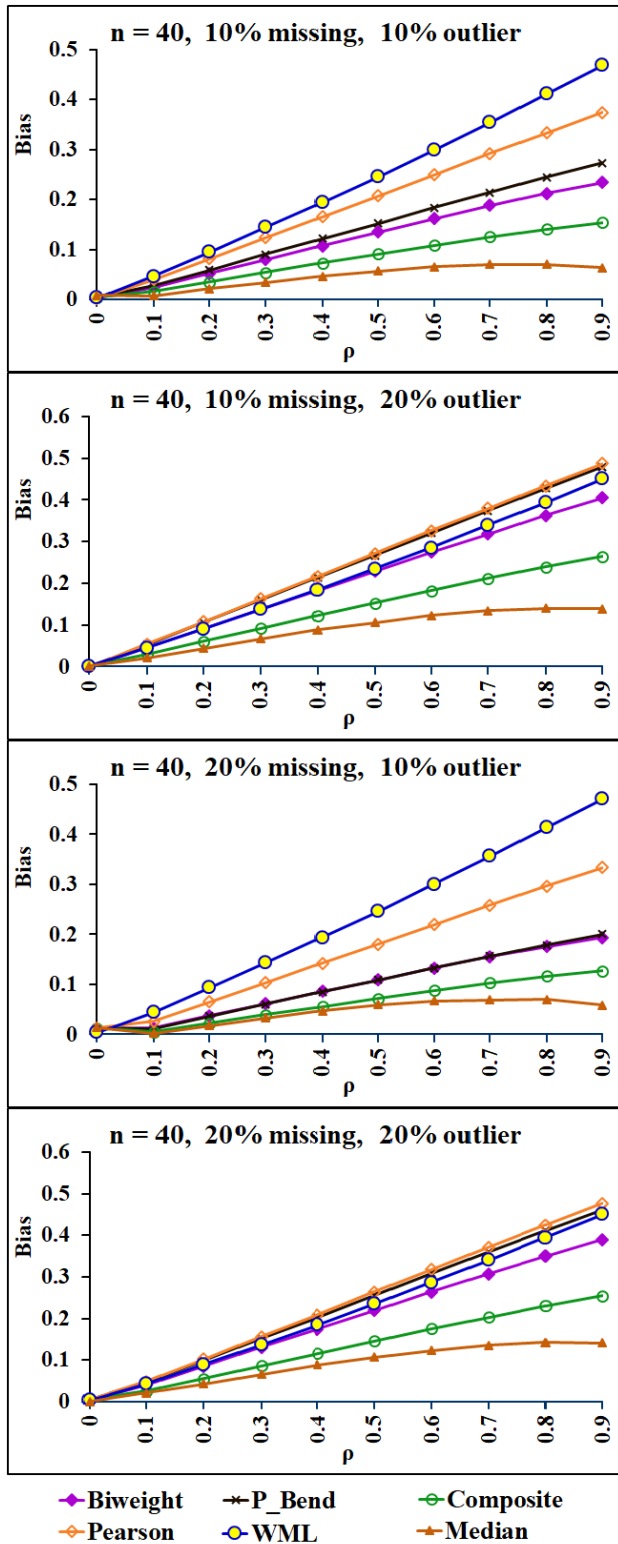 n = 40, 10% missing, 10% outlier
0.5
0.4
0.3
0.2
0.1
0
Bias
0 0.1 0.2 0.3 0.4 0.5 0.6 0.7 0.8 0.9
ρ
n = 40, 10% missing, 20% outlier
0.6
0.5
0.4
0.3
0.2
0.1
0
Bias
0 0.1 0.2 0.3 0.4 0.5 0.6 0.7 0.8 0.9
ρ
n = 40, 20% missing, 10% outlier
0.5
0.4
0.3
0.2
0.1
0
Bias
0 0.1 0.2 0.3 0.4 0.5 0.6 0.7 0.8 0.9
ρ
n = 40, 20% missing, 20% outlier
0.6
0.5
0.4
0.3
0.2
0.1
0
Bias
0 0.1 0.2 0.3 0.4 0.5 0.6 0.7 0.8 0.9
ρ
Biweight P_Bend Composite
Pearson WML Median